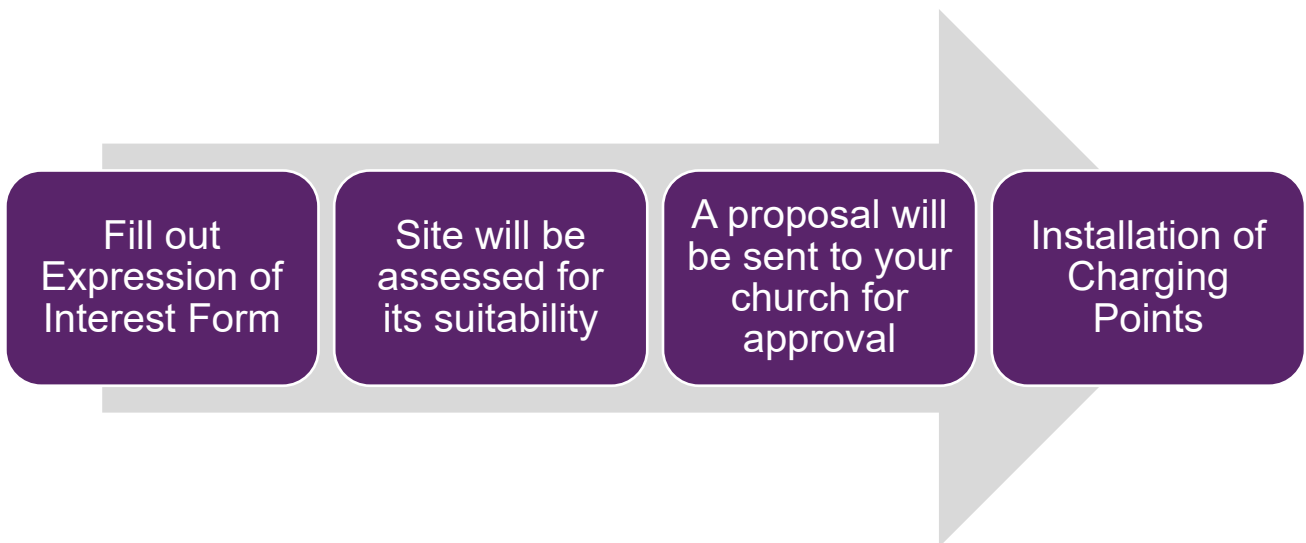 Fill out
Expression of
Interest Form
Site will be
assessed for
its suitability
A proposal will
be sent to your
church for
approval
Installation of
Charging
Points